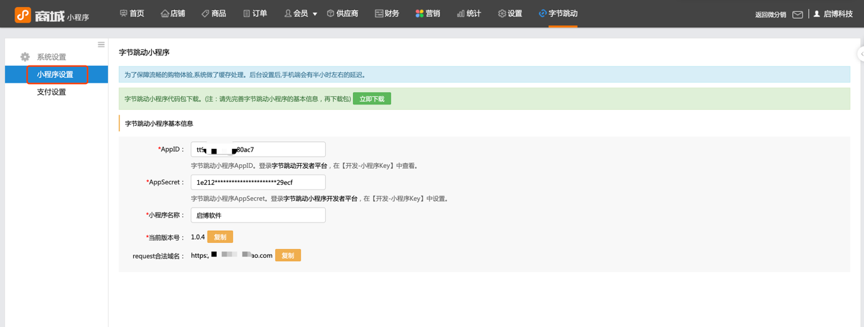 商城 小程序 首页 店铺 商品 订单 会员 供应商 财务 营销 统计 设置 字节跳动 返回微分销 启博科技
系统设置
小程序设置
支付设置
字节跳动小程序
为了保障流畅的购物体验,系统做了缓存处理。后台设置后,手机端会有半小时左右的延迟。
字节跳动小程序代码包下载。(注：请先完善字节跳动小程序的基本信息，再下载包) 立即下载
字节跳动小程序基本信息
*AppID： 80ac7
字节跳动小程序AppID。登录字节跳动开发者平台，在【开发-小程序Key】中查看。
*AppSecret： 1e212**********************29ecf
字节跳动小程序AppSecret。登录字节跳动小程序开发者平台，在【开发-小程序Key】中设置。
*小程序名称： 启博软件
*当前版本号： 1.0.4 复制
request合法域名： https: ao.com 复制